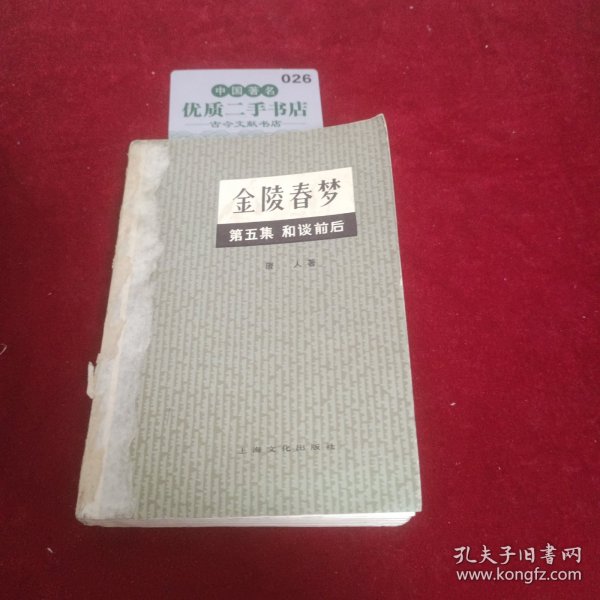 026
中国著名
优质二手书店
古今文献书店
金陵春梦
第五集 和谈前后
唐 人著
上海文化出版社
孔夫子旧书网
www.kongfz.com